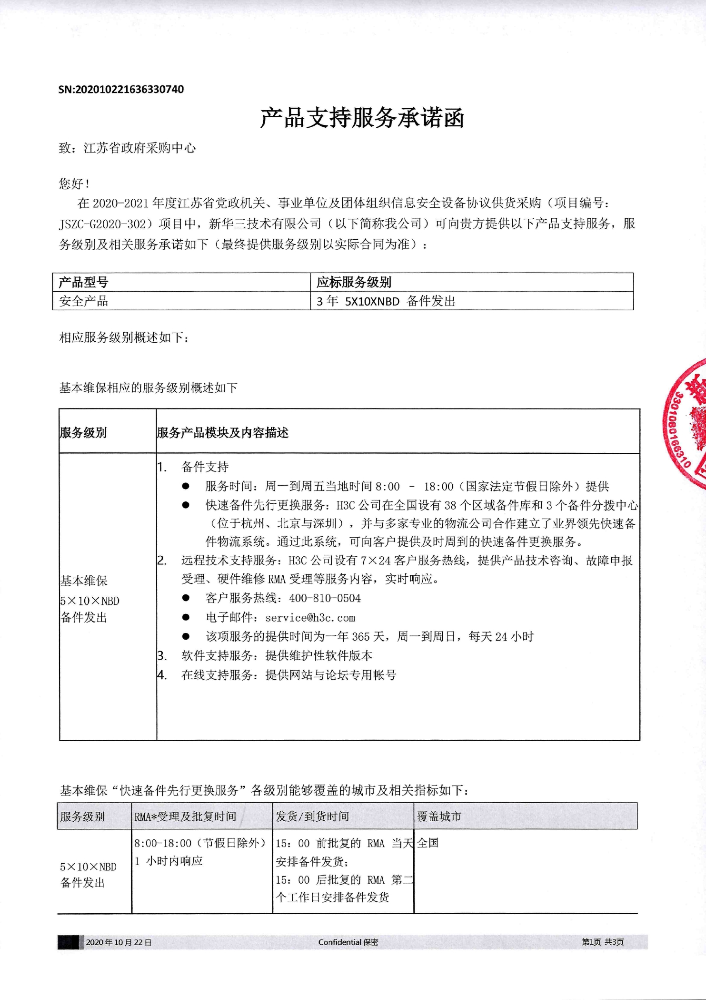 SN:202010221636330740
产品支持服务承诺函
致：江苏省政府采购中心
您好！
在 2020-2021 年度江苏省党政机关、事业单位及团体组织信息安全设备协议供货采购（项目编号：
JSZC-G2020-302）项目中，新华三技术有限公司（以下简称我公司）可向贵方提供以下产品支持服务，服
务级别及相关服务承诺如下（最终提供服务级别以实际合同为准）：
产品型号 应标服务级别
安全产品 3 年 5X10XNBD 备件发出
相应服务级别概述如下：
基本维保相应的服务级别概述如下
服务级别 服务产品模块及内容描述
1. 备件支持
● 服务时间：周一到周五当地时间 8:00 – 18:00（国家法定节假日除外）提供
● 快速备件先行更换服务：H3C 公司在全国设有 38 个区域备件库和 3 个备件分拨中心
（位于杭州、北京与深圳），并与多家专业的物流公司合作建立了业界领先快速备
件物流系统。通过此系统，可向客户提供及时周到的快速备件更换服务。
2. 远程技术支持服务：H3C 公司设有 7×24 客户服务热线，提供产品技术咨询、故障申报
受理、硬件维修 RMA 受理等服务内容，实时响应。
● 客户服务热线：400-810-0504
● 电子邮件：service@h3c.com
● 该项服务的提供时间为一年 365 天，周一到周日，每天 24 小时
3. 软件支持服务：提供维护性软件版本
4. 在线支持服务：提供网站与论坛专用帐号
基本维保
5×10×NBD
备件发出
基本维保“快速备件先行更换服务”各级别能够覆盖的城市及相关指标如下：
服务级别 RMA*受理及批复时间 发货/到货时间 覆盖城市
5×10×NBD
备件发出
8:00-18:00（节假日除外）
1 小时内响应
15：00 前批复的 RMA 当天
安排备件发货；
15：00 后批复的 RMA 第二
个工作日安排备件发货
全国
新
3301080166310
2020 年 10 月 22 日 Confidential 保密 第1页 共3页